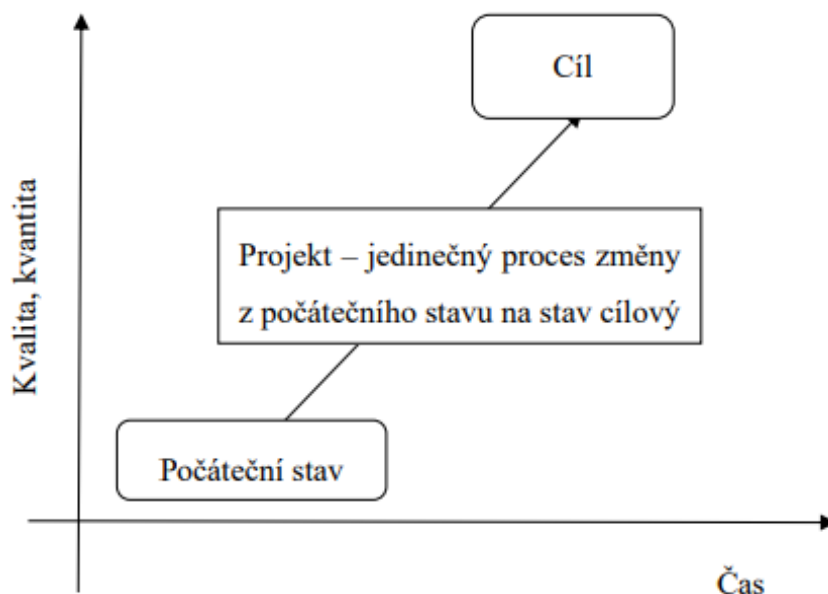 Cíl
Kvalita, kvantita
Projekt – jedinečný proces změny
z počátečního stavu na stav cílový
Počáteční stav
Čas